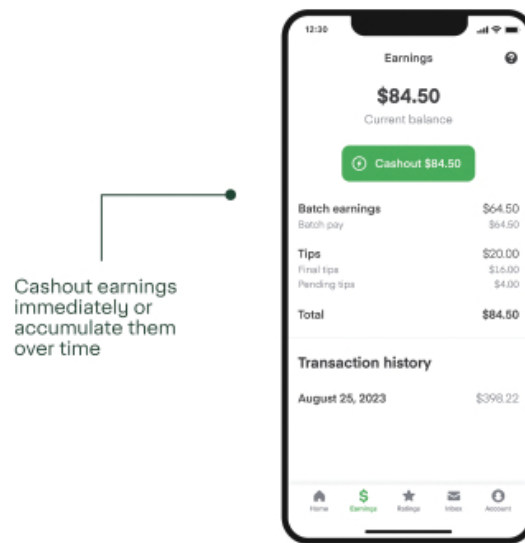 12:30
Earnings
$84.50
Current balance
Cashout $84.50
Batch earnings $64.50
Batch pay $64.50
Tips $20.00
Final tips $16.00
Pending tips $4.00
Total $84.50
Transaction history
August 25, 2023 $398.22
Home Earnings Ratings Inbox Account
Cashout earnings
immediately or
accumulate them
over time